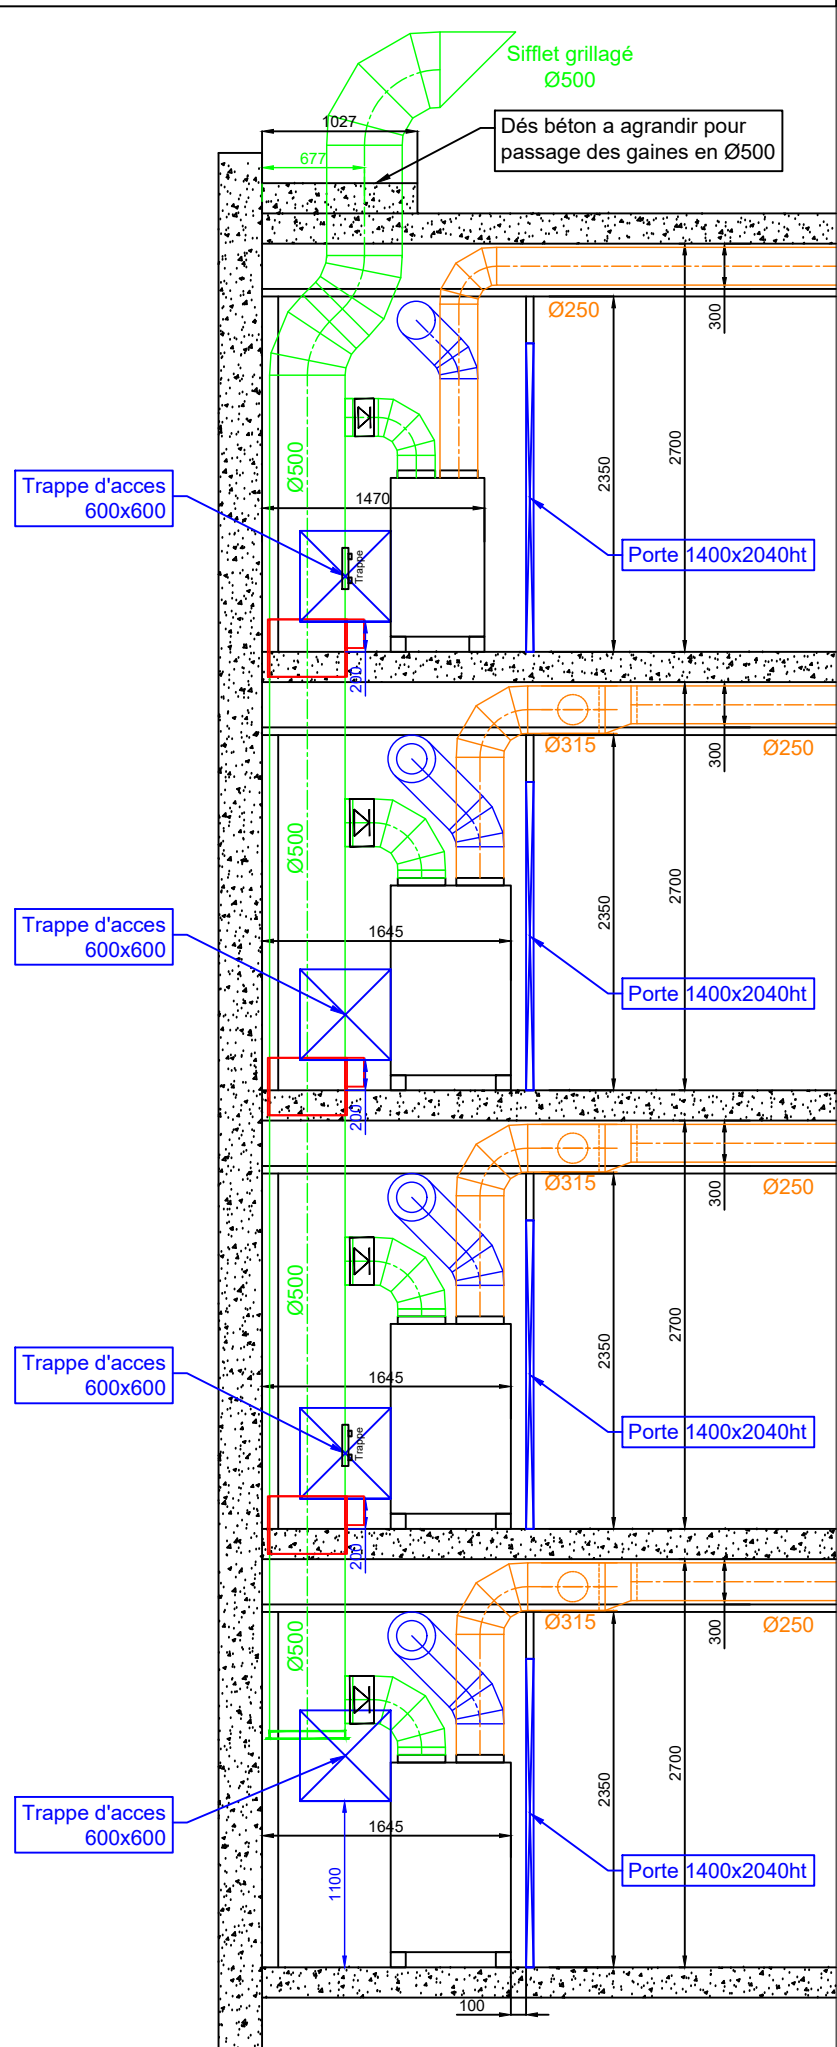 Sifflet grillagé
Ø500
1027
Dés béton a agrandir pour
passage des gaines en Ø500
677
Ø250
300
2350
2700
Ø500
Trappe d'acces
600x600
1470
Trappe
Porte 1400x2040ht
200
Ø315
Ø250
300
Ø500
2350
2700
Trappe d'acces
600x600
1645
Porte 1400x2040ht
200
Ø315
Ø250
300
Ø500
2350
2700
Trappe d'acces
600x600
1645
Trappe
Porte 1400x2040ht
200
Ø315
Ø250
300
Ø500
2350
2700
Trappe d'acces
600x600
1645
1100
Porte 1400x2040ht
100